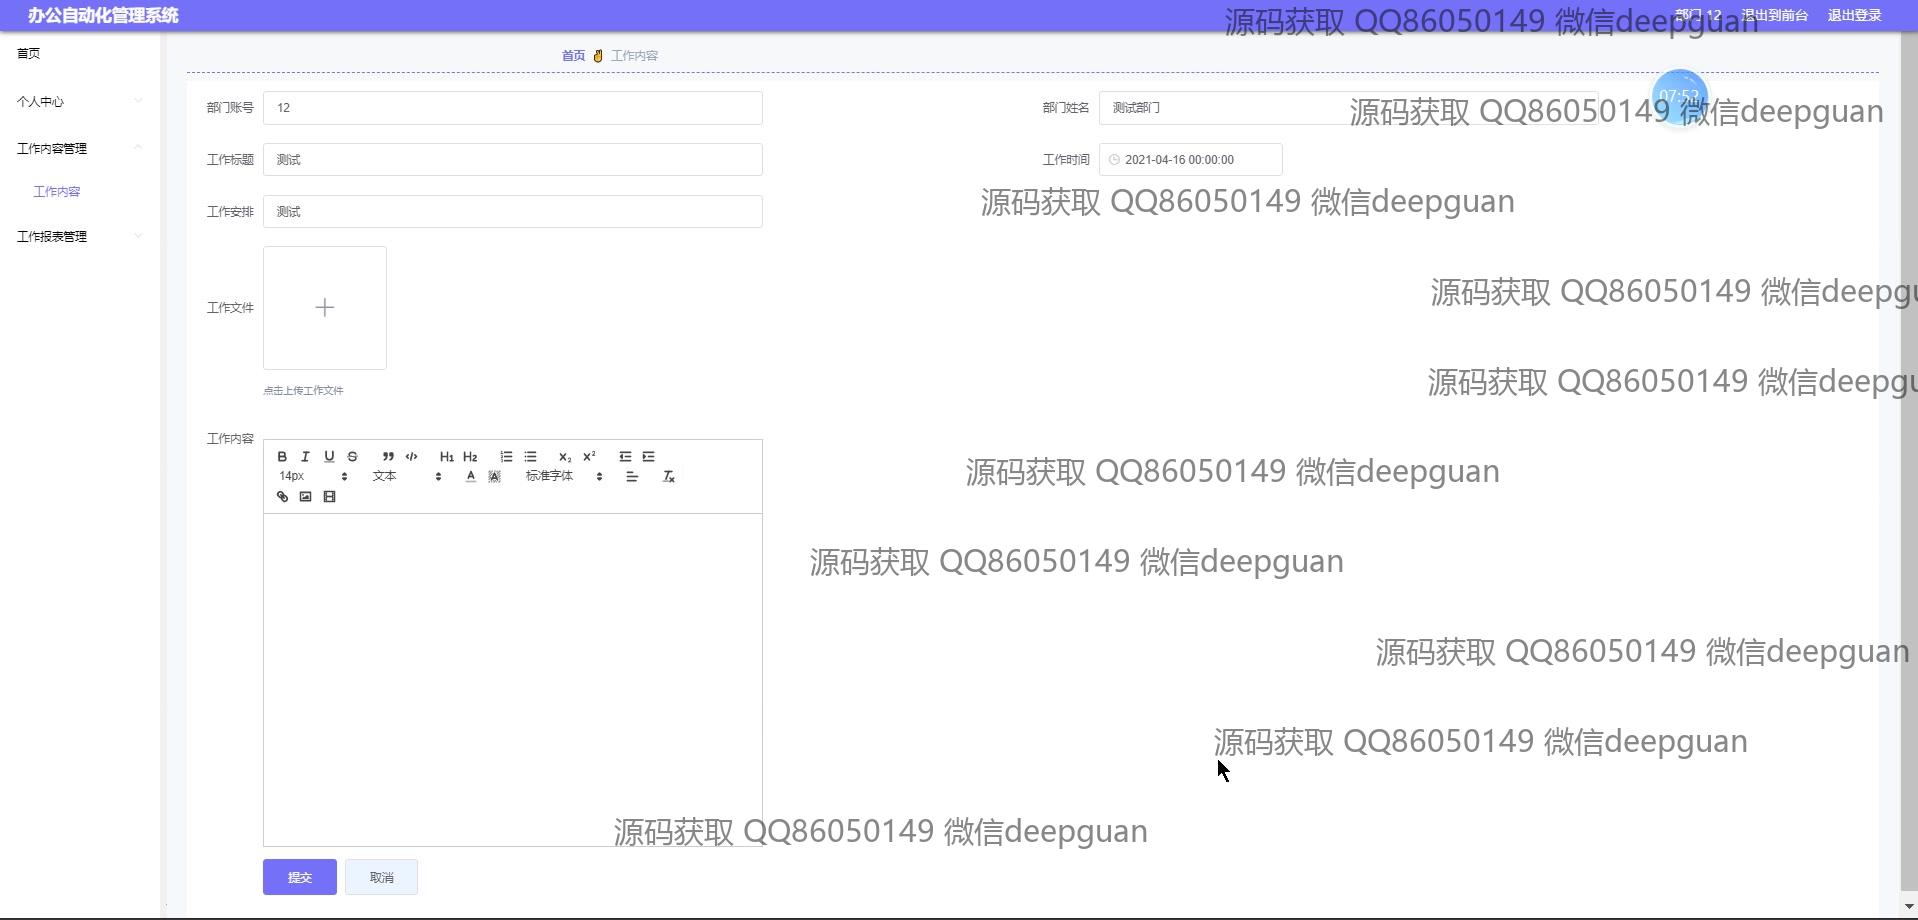 办公自动化管理系统
部门 12 退出到前台 退出登录
源码获取 QQ86050149 微信deepguan
首页
个人中心
工作内容管理
工作内容
工作报表管理
首页 工作内容
07:52
部门账号 12
部门姓名 测试部门
源码获取 QQ86050149 微信deepguan
工作标题 测试
工作时间 2021-04-16 00:00:00
源码获取 QQ86050149 微信deepguan
工作安排 测试
源码获取 QQ86050149 微信deepgu
工作文件
点击上传工作文件
源码获取 QQ86050149 微信deepgu
工作内容
B I U S H1 H2 X₂ X²
14px 文本 A A 标准字体 Tx
源码获取 QQ86050149 微信deepguan
源码获取 QQ86050149 微信deepguan
源码获取 QQ86050149 微信deepguan
源码获取 QQ86050149 微信deepguan
源码获取 QQ86050149 微信deepguan
提交 取消